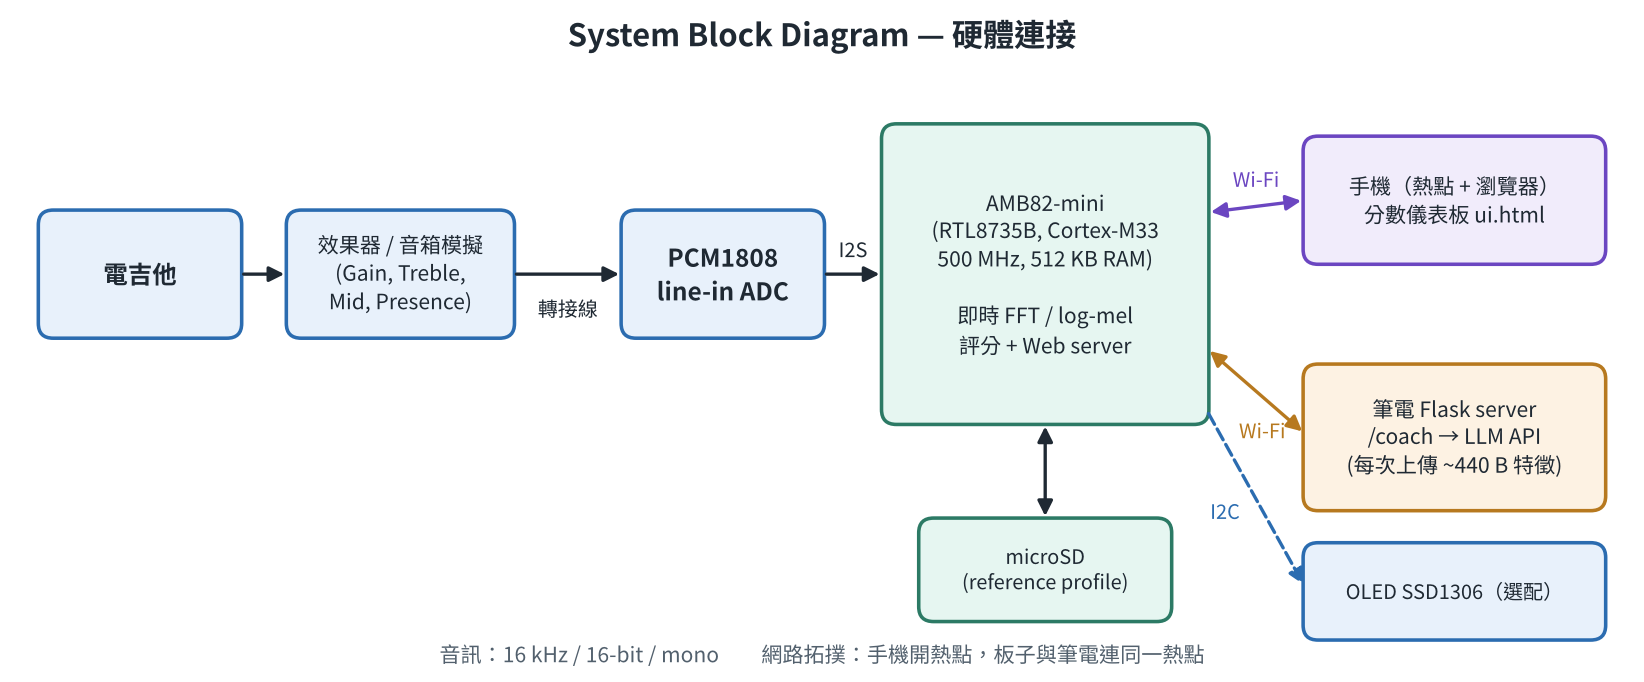 System Block Diagram — 硬體連接
電吉他
效果器 / 音箱模擬
(Gain, Treble,
Mid, Presence)
轉接線
PCM1808
line-in ADC
I2S
AMB82-mini
(RTL8735B, Cortex-M33
500 MHz, 512 KB RAM)
即時 FFT / log-mel
評分 + Web server
Wi-Fi
手機（熱點 + 瀏覽器）
分數儀表板 ui.html
Wi-Fi
筆電 Flask server
/coach → LLM API
(每次上傳 ~440 B 特徵)
I2C
OLED SSD1306（選配）
microSD
(reference profile)
音訊：16 kHz / 16-bit / mono　　網路拓撲：手機開熱點，板子與筆電連同一熱點